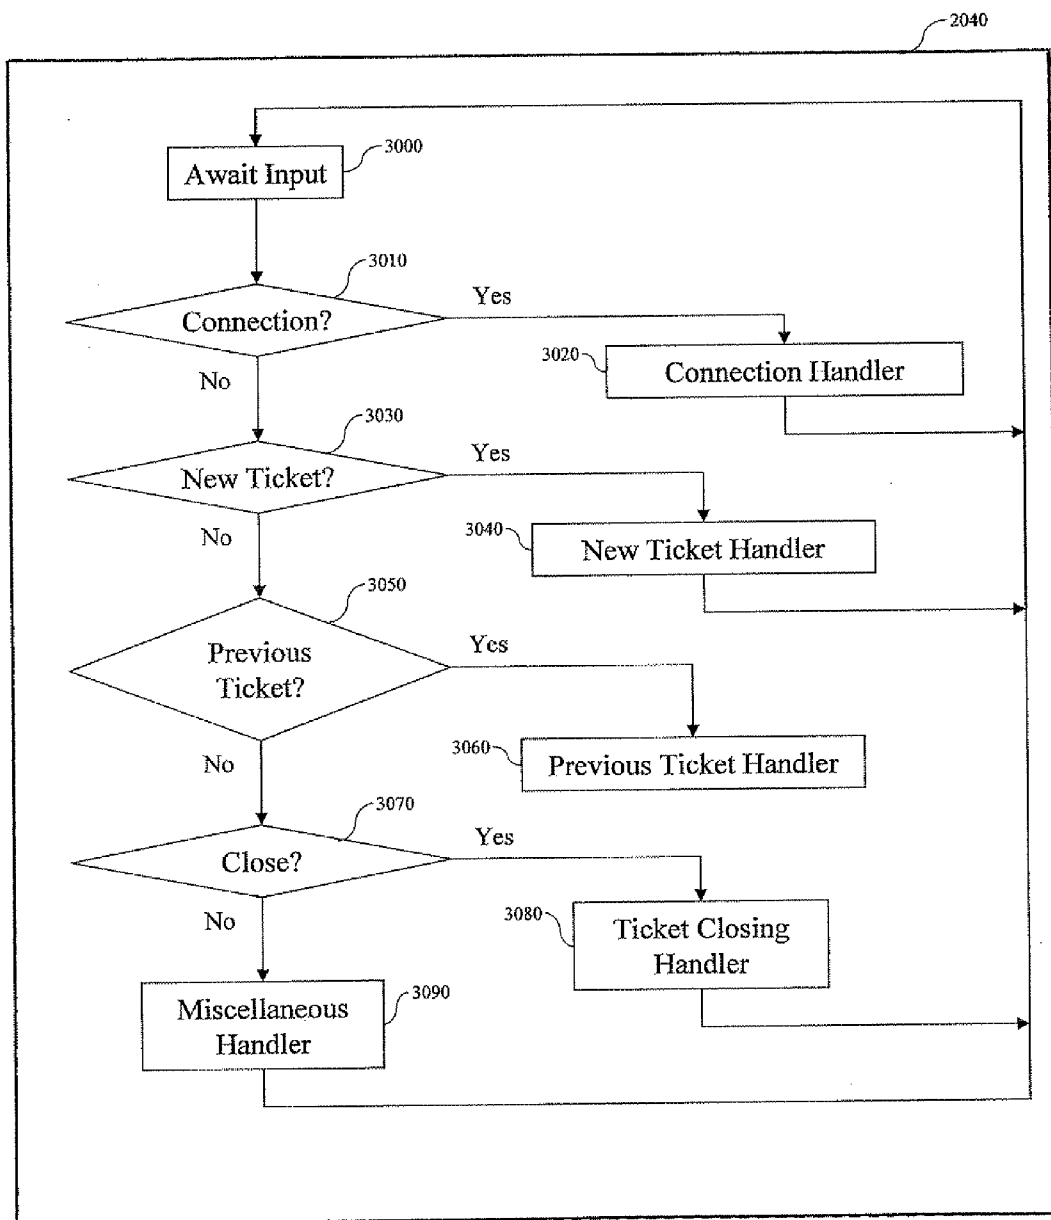 2040
3000
Await Input
3010
Yes
Connection?
3020
Connection Handler
No
3030
Yes
New Ticket?
3040
New Ticket Handler
No
3050
Yes
Previous
Ticket?
3060
Previous Ticket Handler
No
3070
Yes
Close?
3080
Ticket Closing
Handler
No
3090
Miscellaneous
Handler